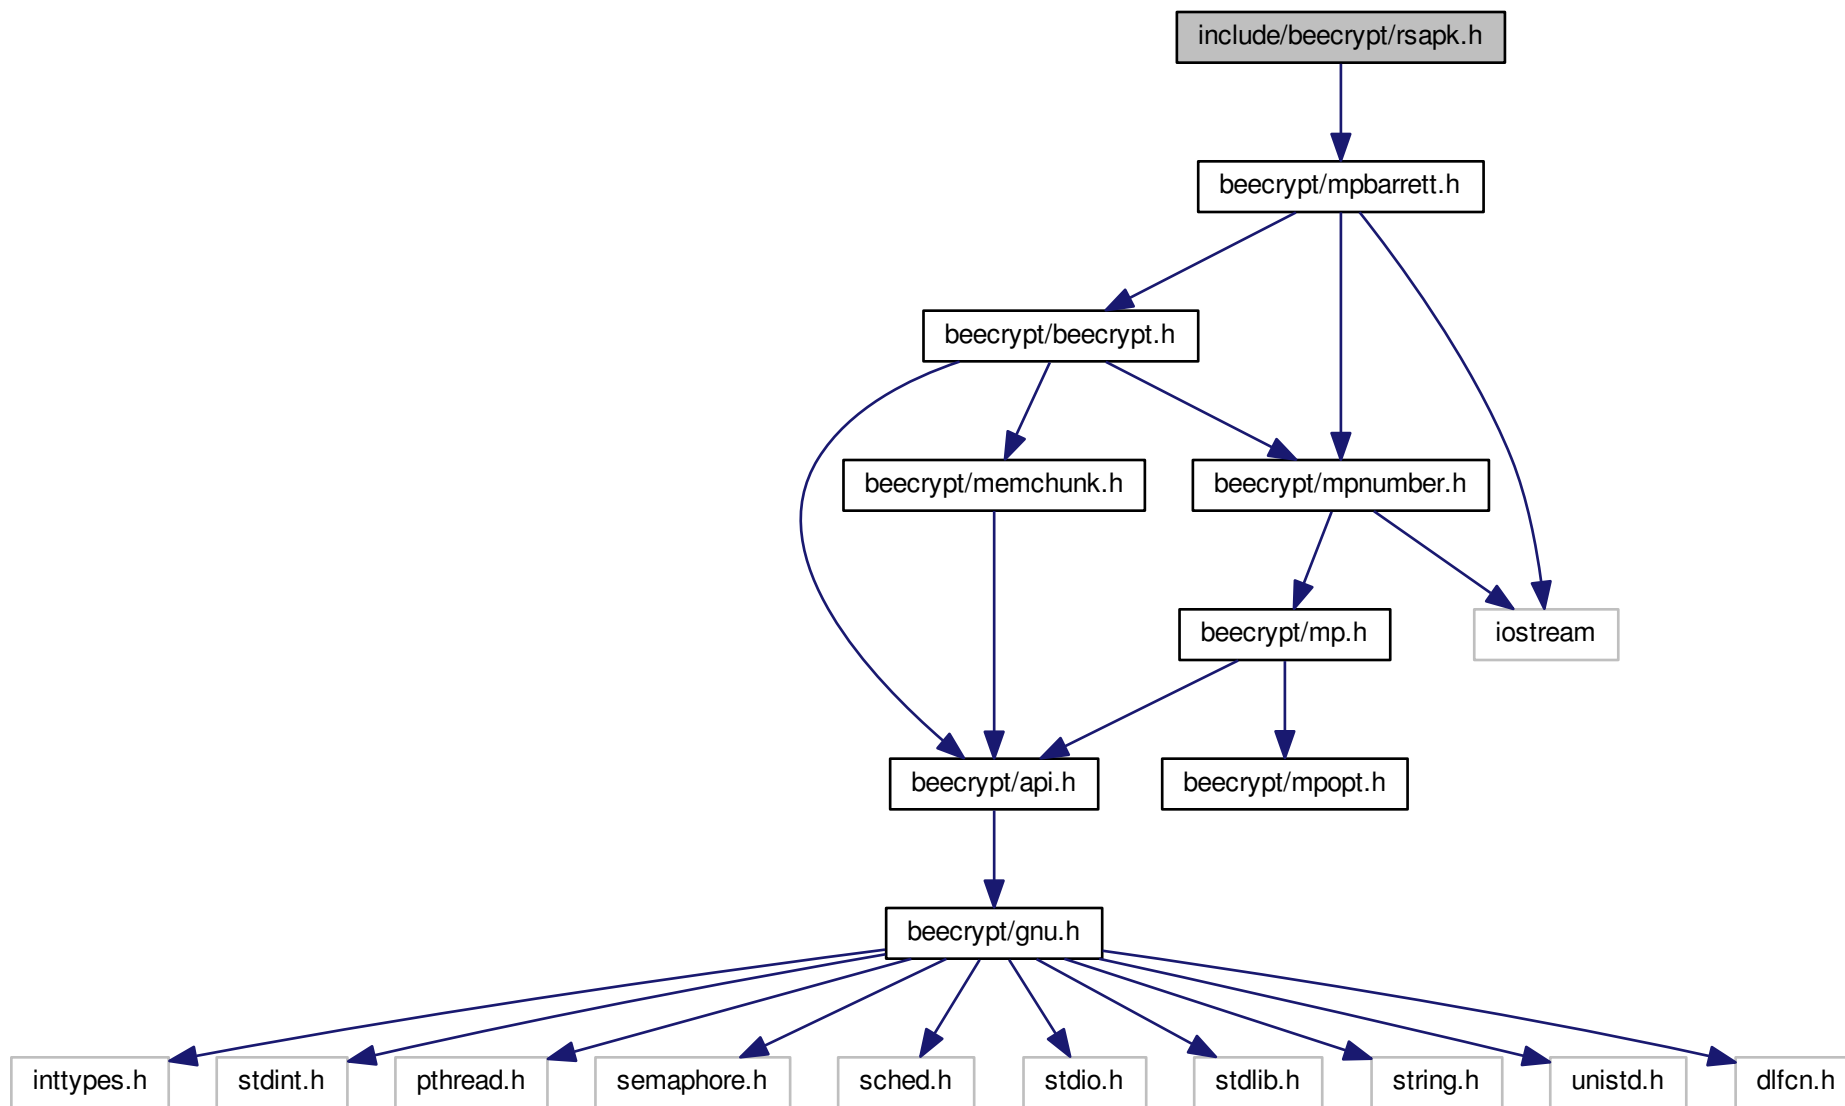 include/beecrypt/rsapk.h
beecrypt/mpbarrett.h
beecrypt/beecrypt.h
beecrypt/memchunk.h
beecrypt/mpnumber.h
beecrypt/mp.h
iostream
beecrypt/api.h
beecrypt/mpopt.h
beecrypt/gnu.h
inttypes.h
stdint.h
pthread.h
semaphore.h
sched.h
stdio.h
stdlib.h
string.h
unistd.h
dlfcn.h